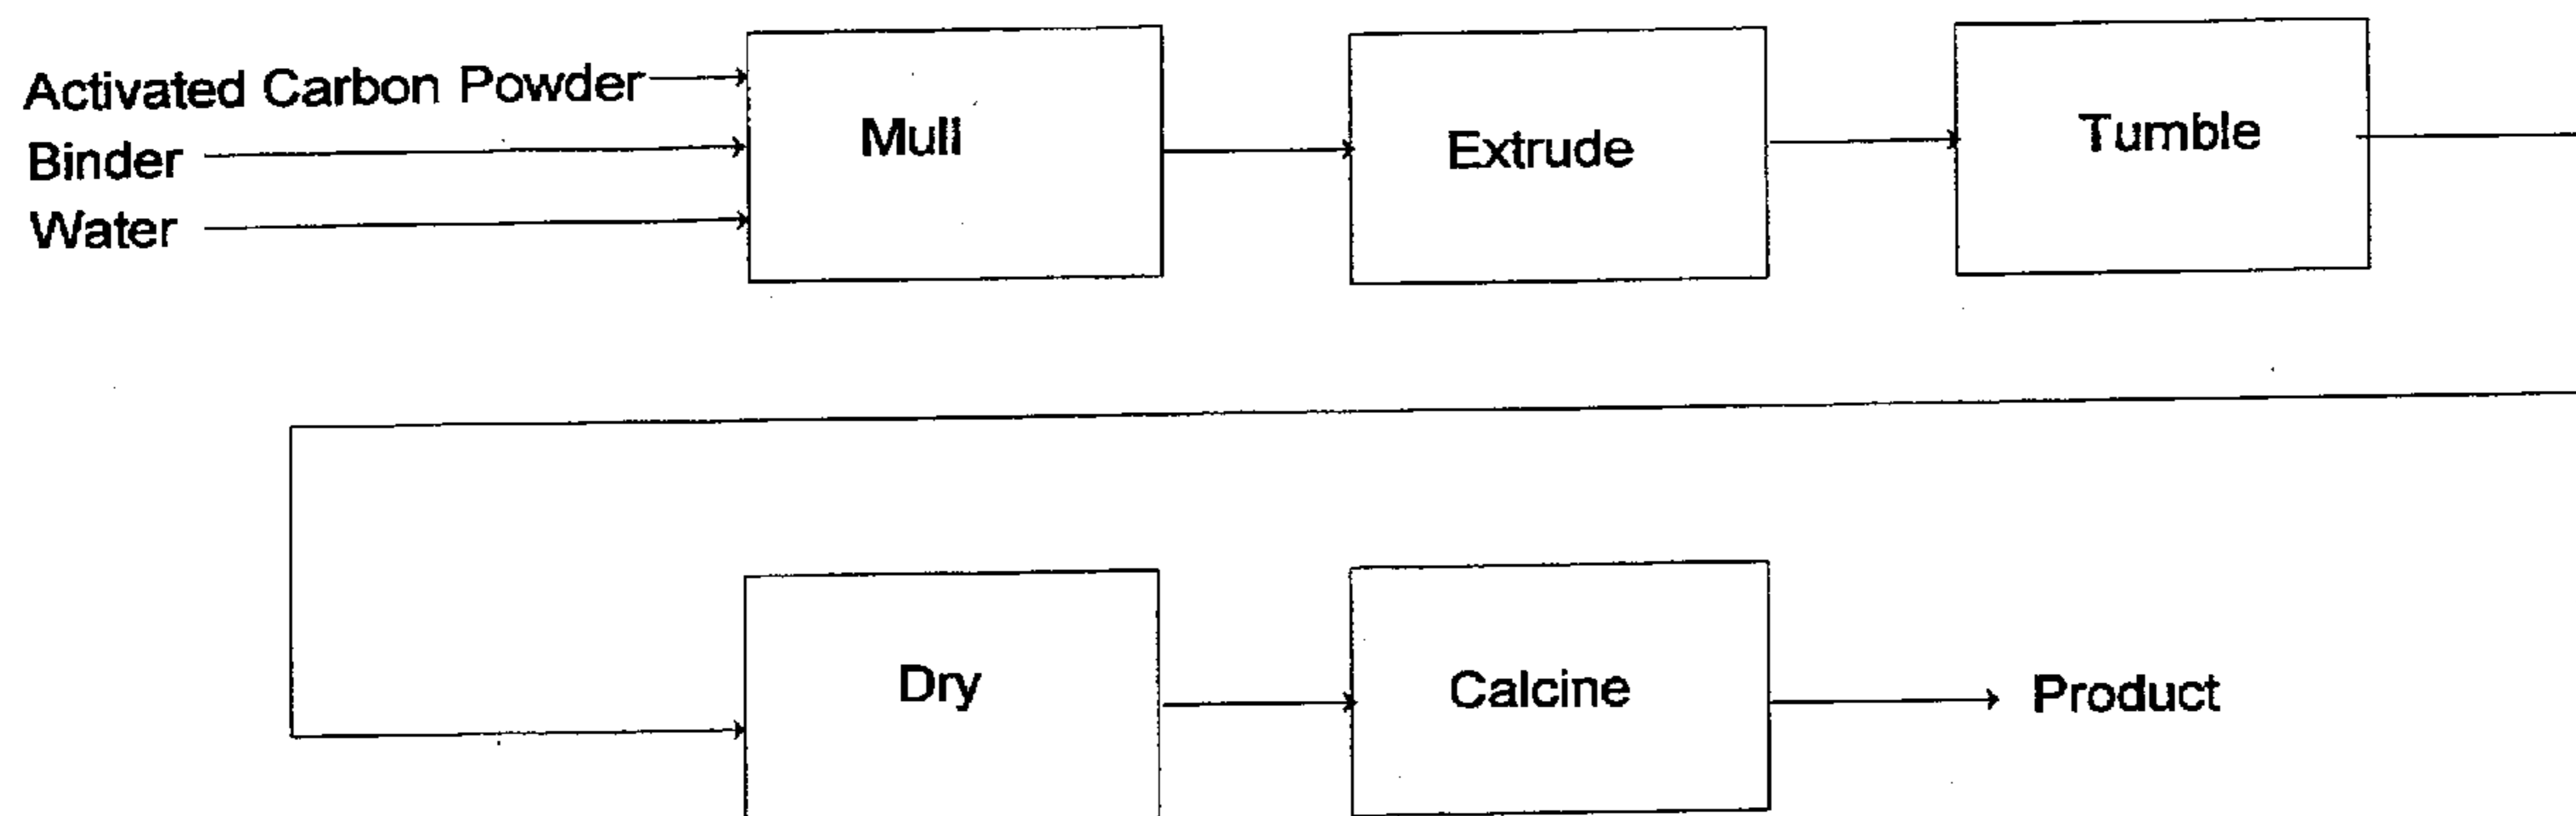 Activated Carbon Powder
Binder
Water
Mull
Extrude
Tumble
Dry
Calcine
Product